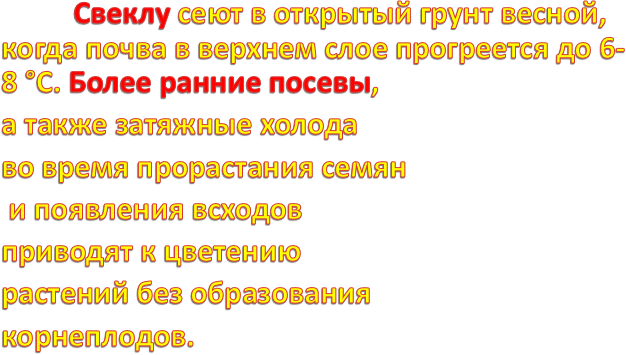 Свеклу сеют в открытый грунт весной,
когда почва в верхнем слое прогреется до 6-
8 °С. Более ранние посевы,
а также затяжные холода
во время прорастания семян
и появления всходов
приводят к цветению
растений без образования
корнеплодов.